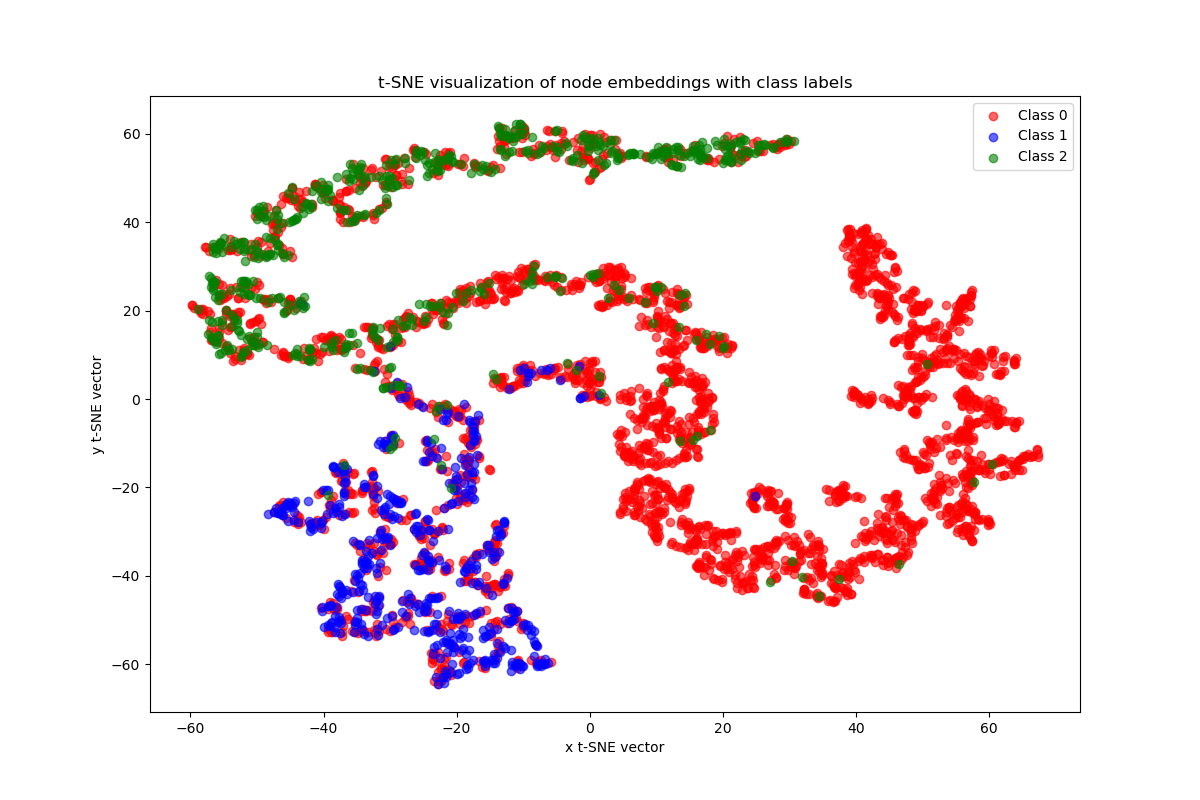 t-SNE visualization of node embeddings with class labels
Class 0
Class 1
Class 2
60
40
20
0
−20
−40
−60
y t-SNE vector
−60
−40
−20
0
20
40
60
x t-SNE vector